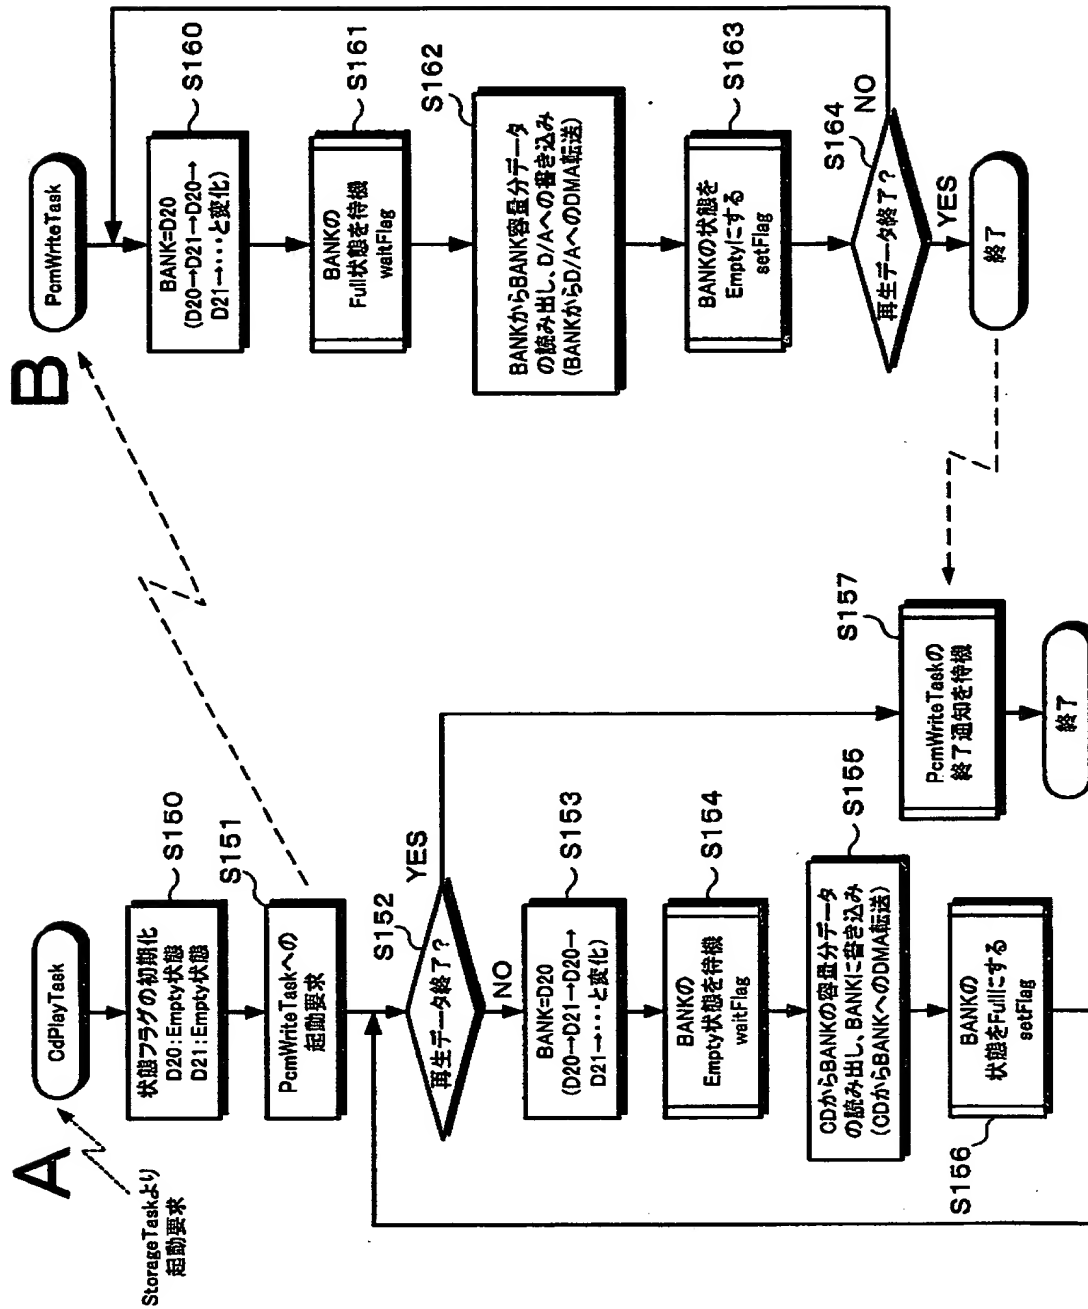 A
StorageTaskより
起動要求
CdPlayTask
状態フラグの初期化
D20:Empty状態
D21:Empty状態
S150
PcmWriteTaskへの
起動要求
S151
再生データ終了?
S152
YES
NO
BANK=D20
(D20→D21→D20→
D21→・・・・と変化)
S153
BANKの
Empty状態を待機
waitFlag
S154
CDからBANKの容量分データ
の読み出し、BANKに書き込み
(CDからBANKへのDMA転送)
S155
BANKの
状態をFullにする
setFlag
S156
PcmWriteTaskの
終了通知を待機
S157
終了
B
PcmWriteTask
BANK=D20
(D20→D21→D20→
D21→・・・・と変化)
S160
BANKの
Full状態を待機
waitFlag
S161
BANKからBANK容量分データ
の読み出し、D/Aへの書き込み
(BANKからD/AへのDMA転送)
S162
BANKの状態を
Emptyにする
setFlag
S163
再生データ終了?
S164
NO
YES
終了